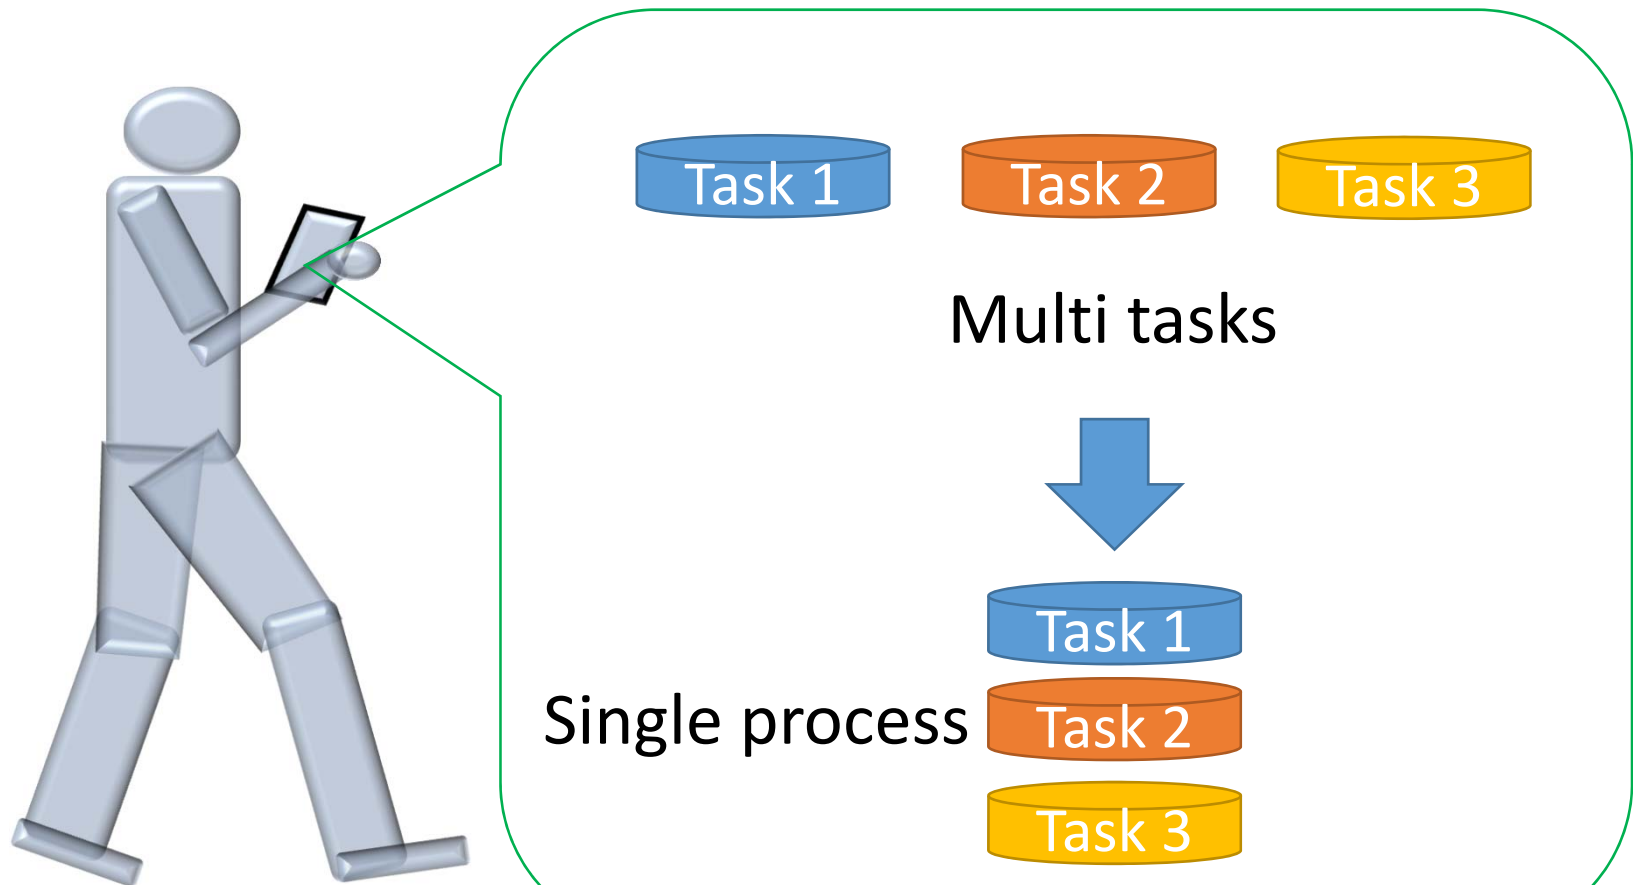 Task 1 Task 2 Task 3
Multi tasks
Task 1
Single process Task 2
Task 3